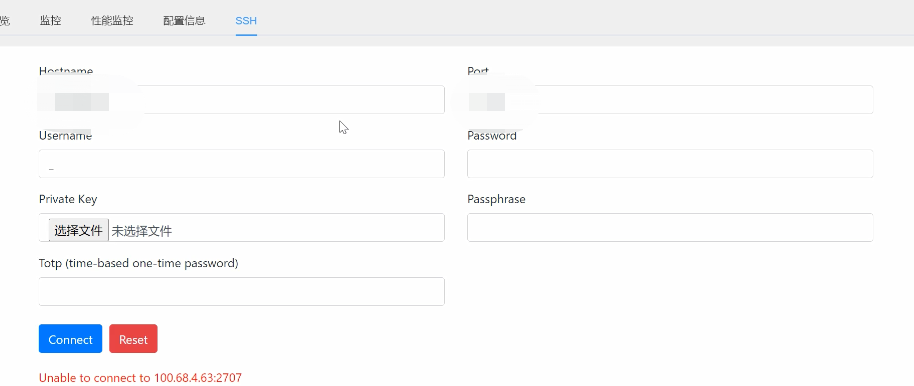 览 监控 性能监控 配置信息 SSH
Hostname Port
Username Password
Private Key Passphrase
选择文件 未选择文件
Totp (time-based one-time password)
Connect Reset
Unable to connect to 100.68.4.63:2707